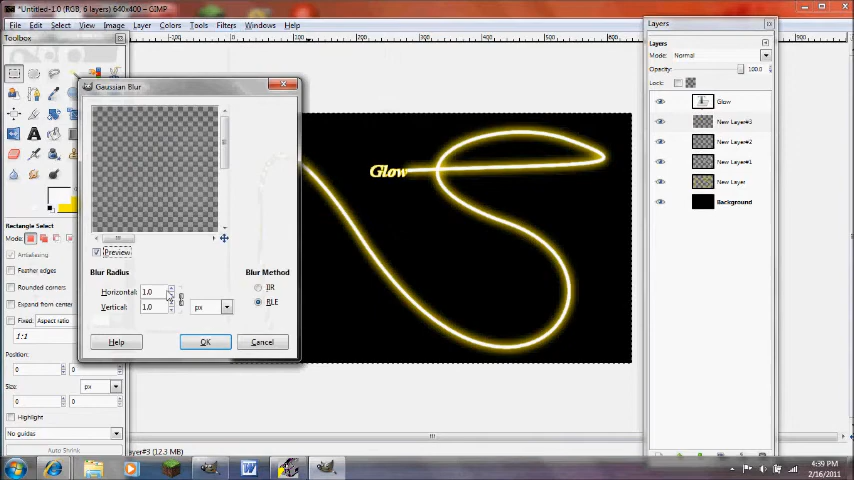 *Untitled-1.0 (RGB, 6 layers) 640x400 – GIMP
File Edit Select View Image Layer Colors Tools Filters Windows Help
Toolbox
Gaussian Blur
Preview
Blur Radius
Blur Method
Horizontal: 1.0
IIR
Vertical: 1.0
px
RLE
Help OK Cancel
Glow
Rectangle Select
Mode:
Antialiasing
Feather edges
Rounded corners
Expand from center
Fixed: Aspect ratio
1:1
Position:
0 0
Size: px
0 0
Highlight
No guides
Auto Shrink
Layers
Layers
Mode: Normal
Opacity: 100.0
Lock:
Glow
New Layer#3
New Layer#2
New Layer#1
New Layer
Background
4:39 PM
2/16/2011